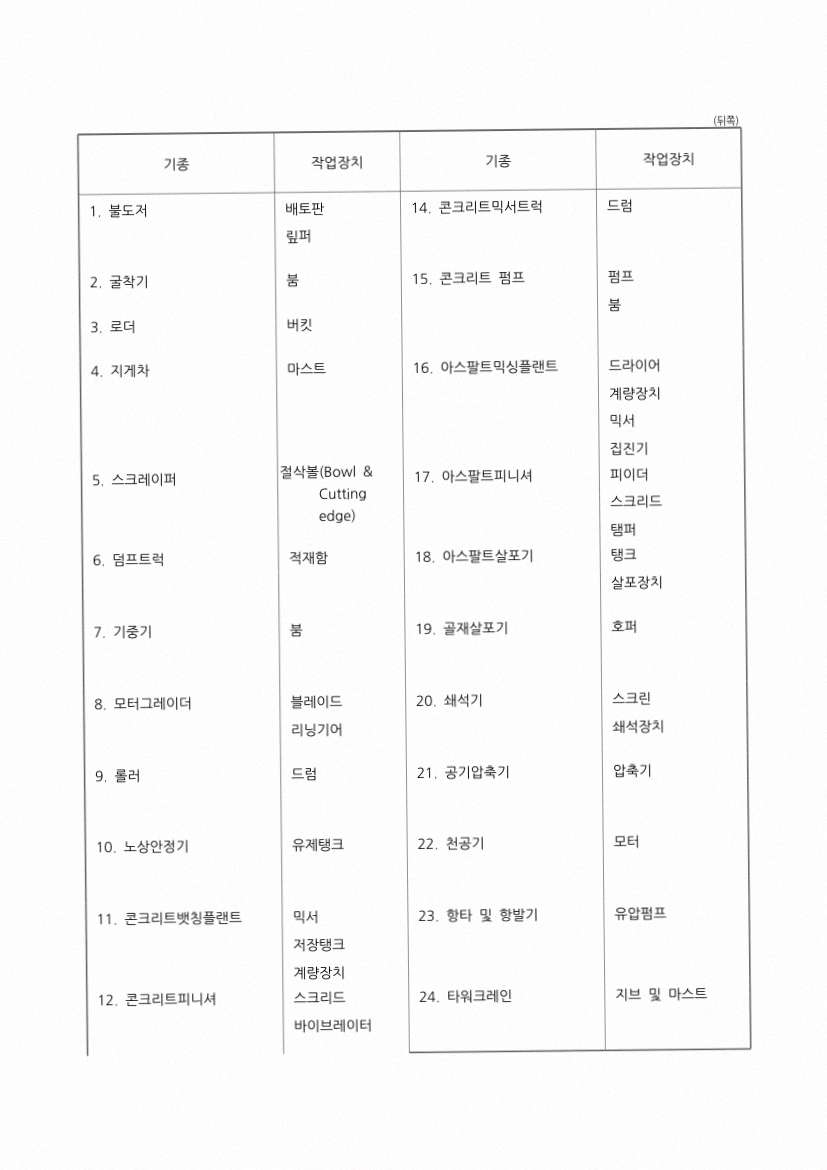 (뒤쪽)
기종 작업장치 기종 작업장치
1. 불도저 배토판 14. 콘크리트믹서트럭 드럼
맆퍼
2. 굴착기 붐 15. 콘크리트 펌프 펌프
붐
3. 로더 버킷
4. 지게차 마스트 16. 아스팔트믹싱플랜트 드라이어
계량장치
믹서
집진기
5. 스크레이퍼 절삭볼(Bowl & 17. 아스팔트피니셔 피이더
Cutting 스크리드
edge) 탬퍼
6. 덤프트럭 적재함 18. 아스팔트살포기 탱크
살포장치
7. 기중기 붐 19. 골재살포기 호퍼
8. 모터그레이더 블레이드 20. 쇄석기 스크린
리닝기어 쇄석장치
9. 롤러 드럼 21. 공기압축기 압축기
10. 노상안정기 유제탱크 22. 천공기 모터
11. 콘크리트뱃칭플랜트 믹서 23. 항타 및 항발기 유압펌프
저장탱크
계량장치
12. 콘크리트피니셔 스크리드 24. 타워크레인 지브 및 마스트
바이브레이터